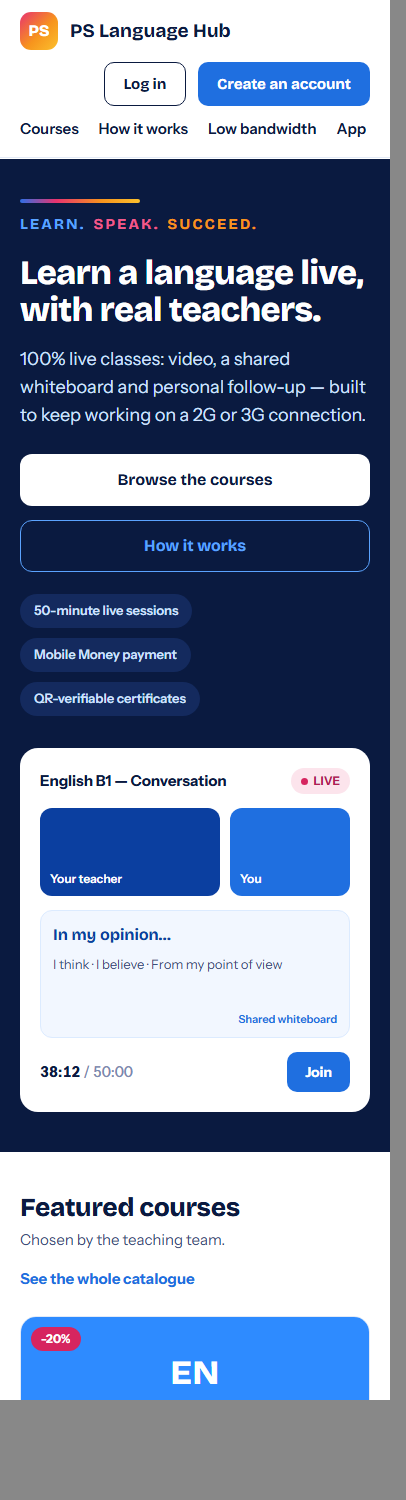 PS
PS Language Hub
Log in
Create an account
Courses
How it works
Low bandwidth
App
LEARN. SPEAK. SUCCEED.
Learn a language live,
with real teachers.
100% live classes: video, a shared
whiteboard and personal follow-up — built
to keep working on a 2G or 3G connection.
Browse the courses
How it works
50-minute live sessions
Mobile Money payment
QR-verifiable certificates
English B1 — Conversation
LIVE
Your teacher
You
In my opinion...
I think · I believe · From my point of view
Shared whiteboard
38:12 / 50:00
Join
Featured courses
Chosen by the teaching team.
See the whole catalogue
-20%
EN